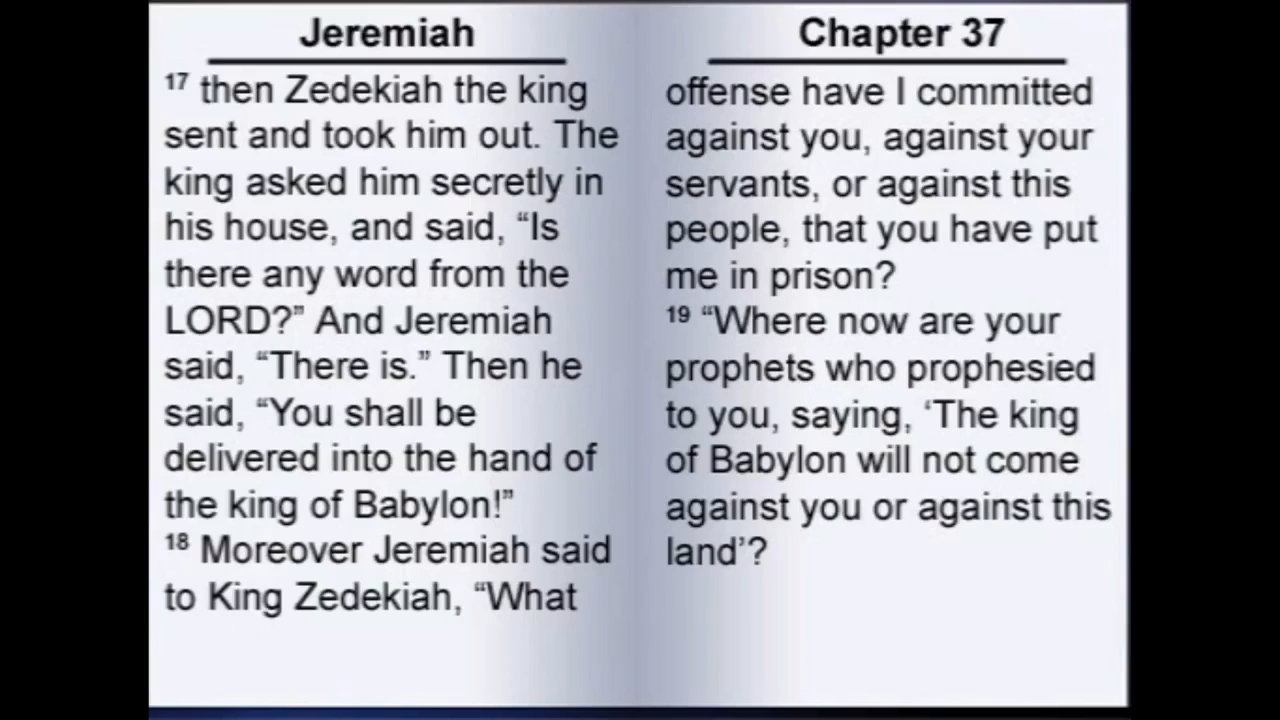 Jeremiah
17 then Zedekiah the king
sent and took him out. The
king asked him secretly in
his house, and said, “Is
there any word from the
LORD?” And Jeremiah
said, “There is.” Then he
said, “You shall be
delivered into the hand of
the king of Babylon!”
18 Moreover Jeremiah said
to King Zedekiah, “What
Chapter 37
offense have I committed
against you, against your
servants, or against this
people, that you have put
me in prison?
19 “Where now are your
prophets who prophesied
to you, saying, ‘The king
of Babylon will not come
against you or against this
land’?